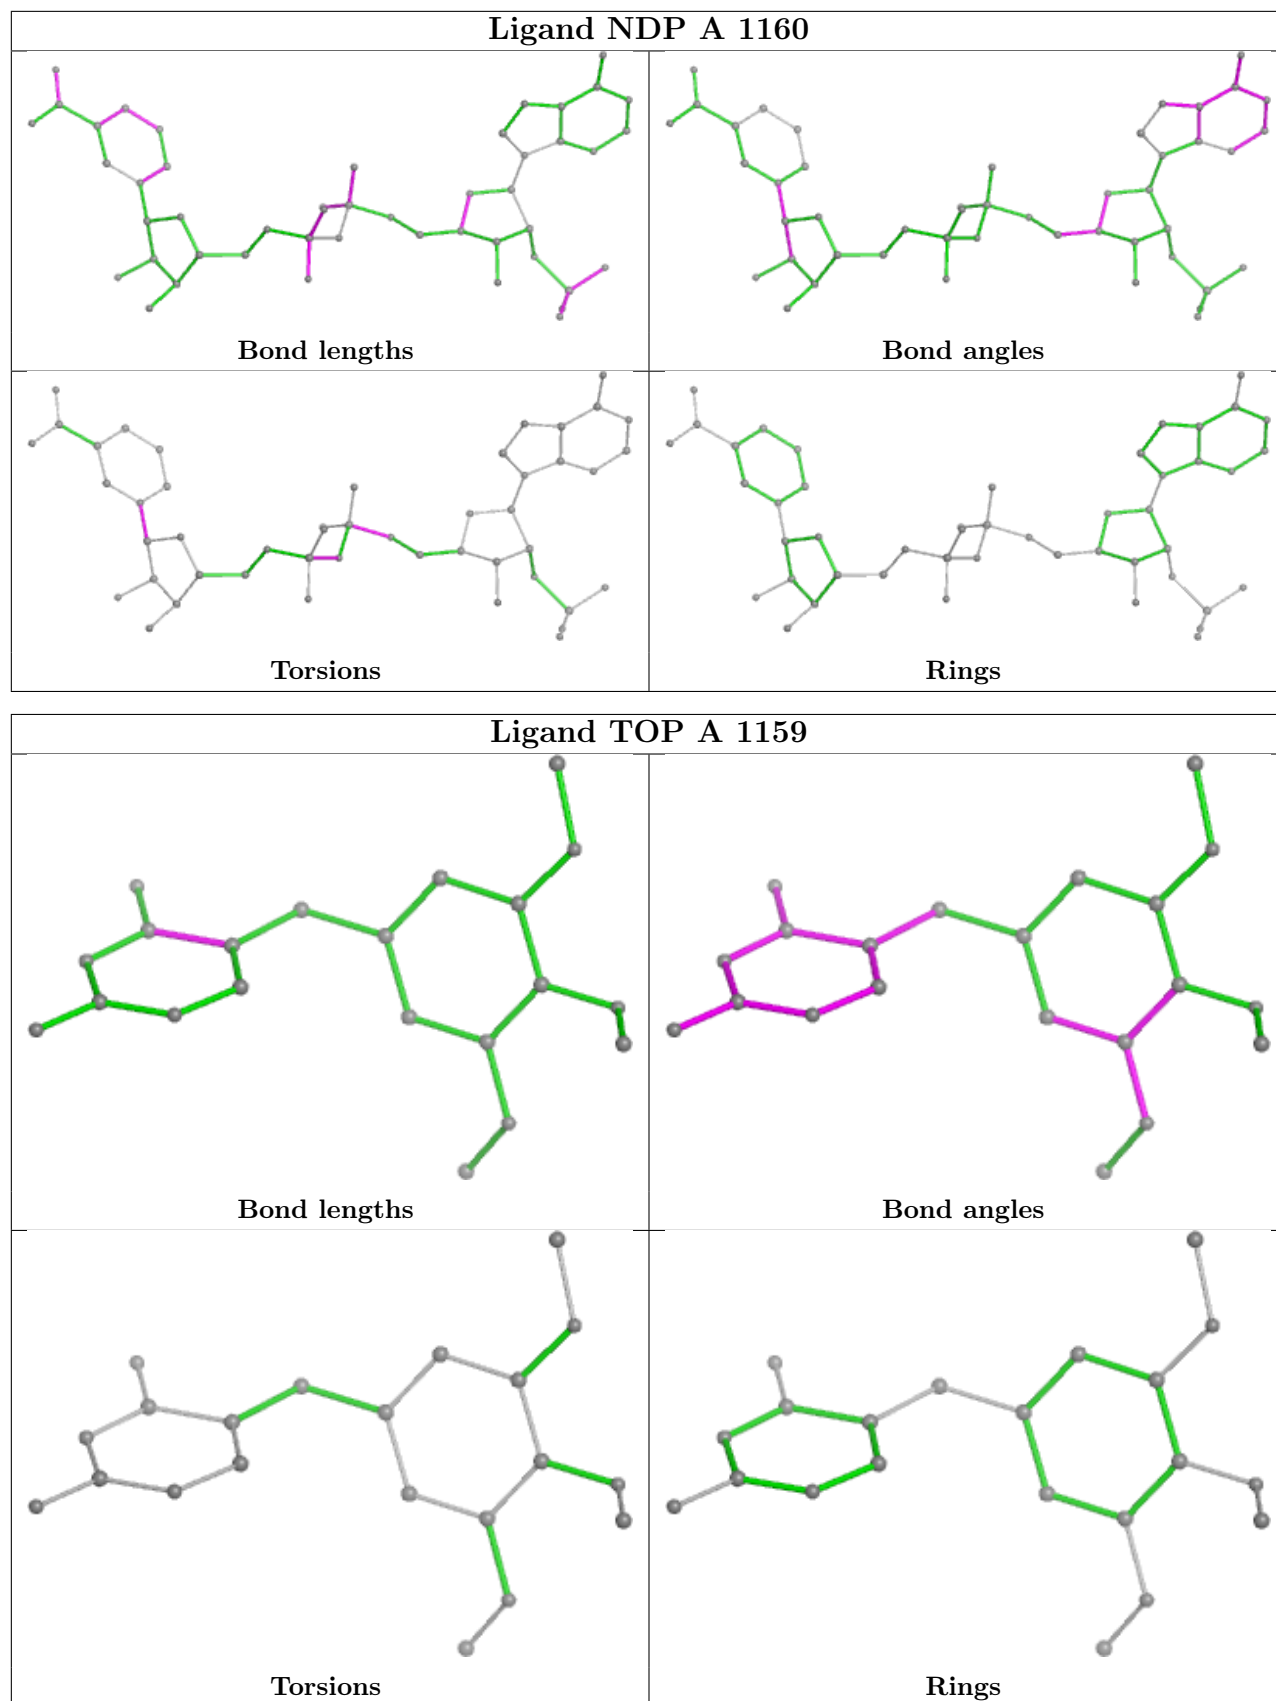 Ligand NDP A 1160
Bond lengths
Bond angles
Torsions
Rings
Ligand TOP A 1159
Bond lengths
Bond angles
Torsions
Rings